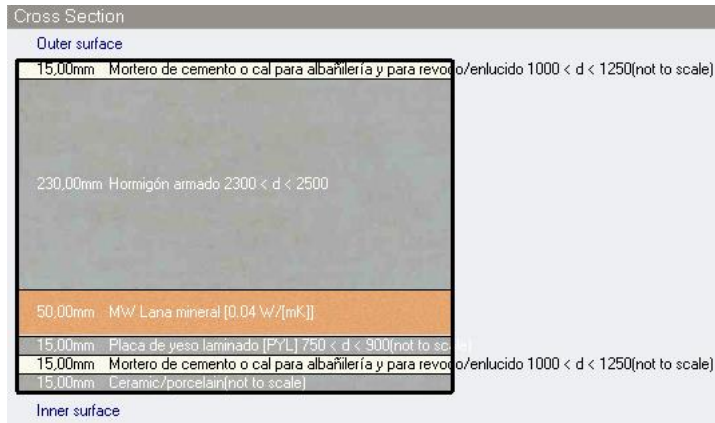 Cross Section
Outer surface
15,00mm Mortero de cemento o cal para albañilería y para revoco/enlucido 1000 < d < 1250(not to scale)
230,00mm Hormigón armado 2300 < d < 2500
50,00mm MW Lana mineral [0.04 W/[mK]]
15,00mm Placa de yeso laminado [PYL] 750 < d < 900(not to scale)
15,00mm Mortero de cemento o cal para albañilería y para revoco/enlucido 1000 < d < 1250(not to scale)
15,00mm Ceramic/porcelain(not to scale)
Inner surface